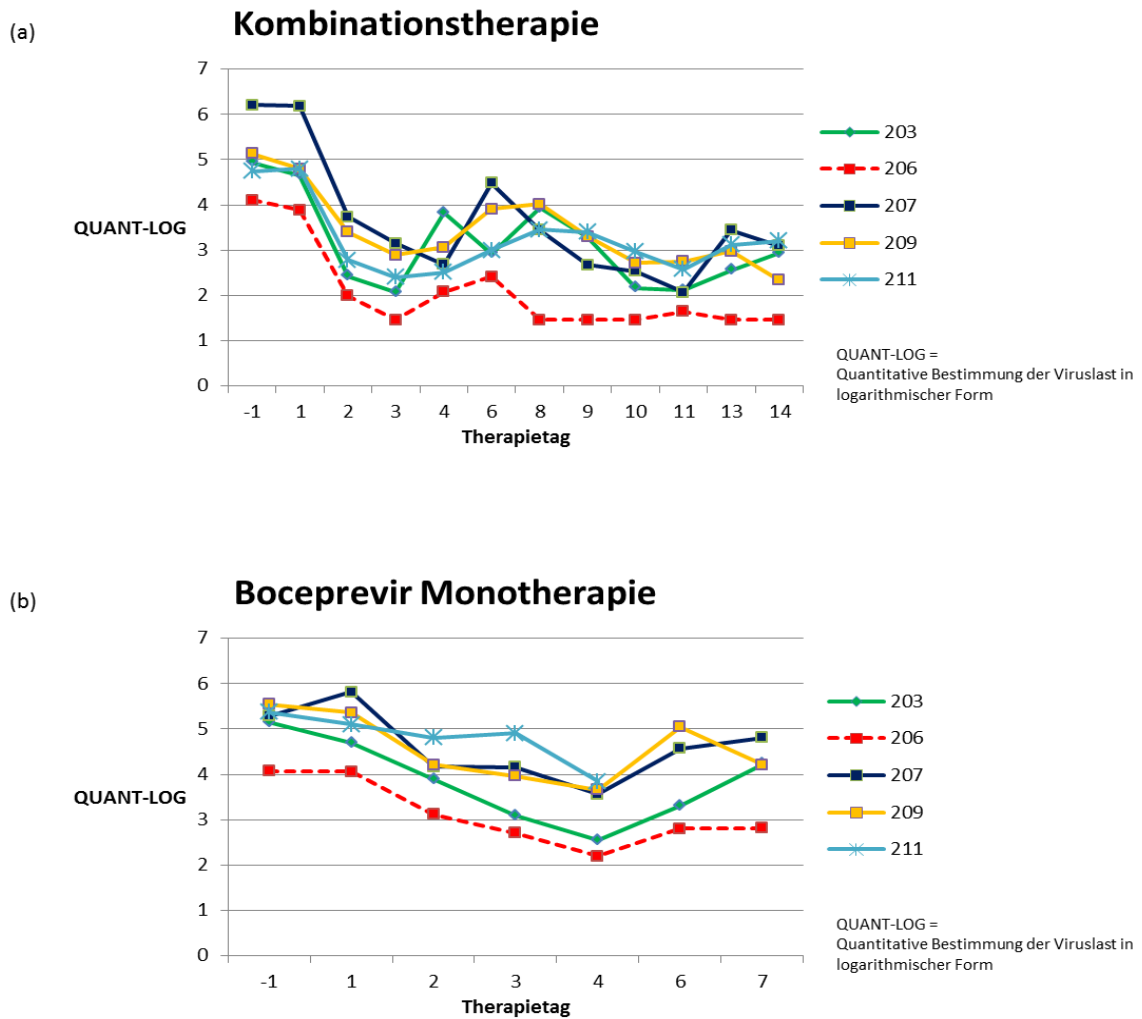 (a)
Kombinationstherapie
7
6
5
4
3
2
1
0
QUANT-LOG
-1 1 2 3 4 6 8 9 10 11 13 14
Therapietag
203
206
207
209
211
QUANT-LOG =
Quantitative Bestimmung der Viruslast in
logarithmischer Form
(b)
Boceprevir Monotherapie
7
6
5
4
3
2
1
0
QUANT-LOG
-1 1 2 3 4 6 7
Therapietag
203
206
207
209
211
QUANT-LOG =
Quantitative Bestimmung der Viruslast in
logarithmischer Form